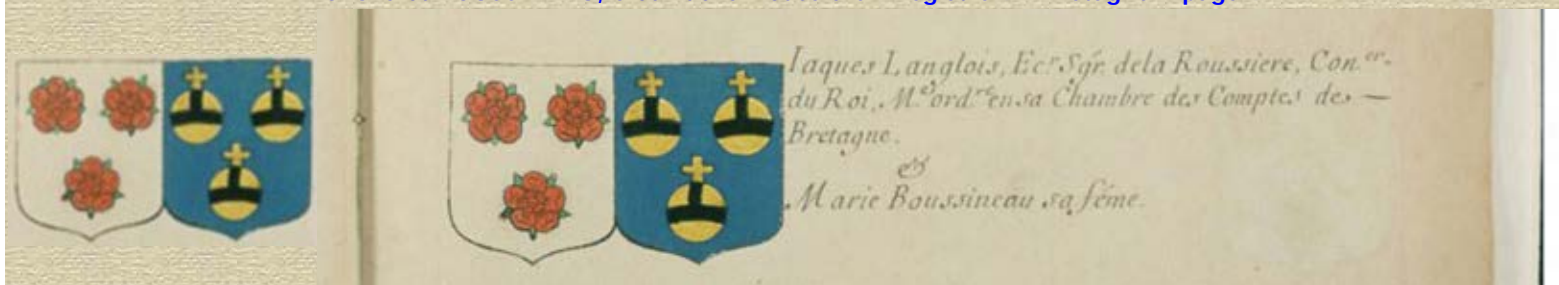 Iaques Langlois, Ec.r Sgr. dela Roussiere, Con.er
du Roi, M.e ord.re en sa Chambre des Comptes de —
Bretagne.
&
Marie Boussineau sa féme.